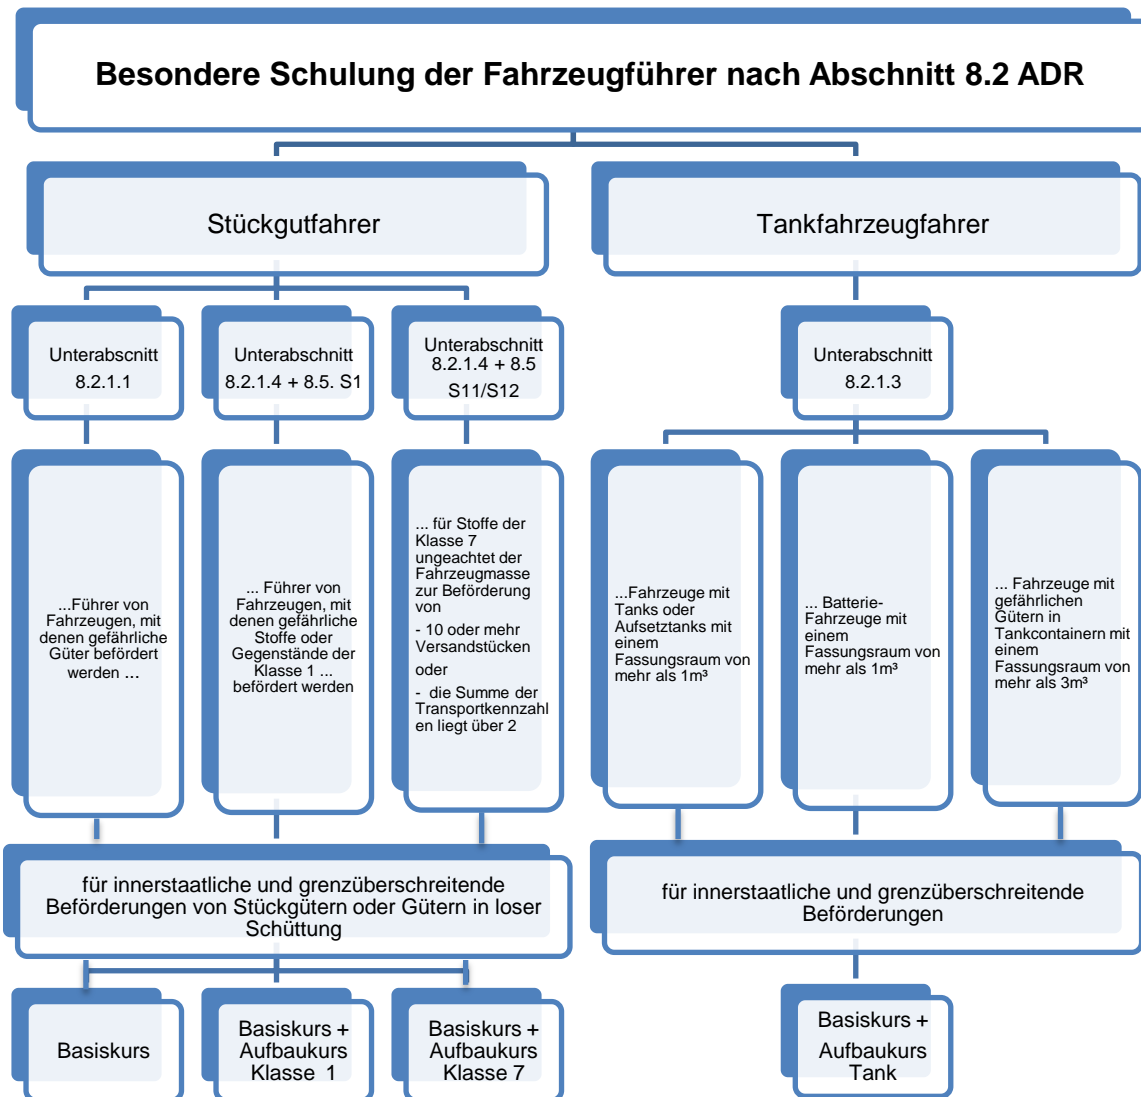 Besondere Schulung der Fahrzeugführer nach Abschnitt 8.2 ADR
Stückgutfahrer
Tankfahrzeugfahrer
Unterabscnitt
8.2.1.1
Unterabschnitt
8.2.1.4 + 8.5. S1
Unterabschnitt
8.2.1.4 + 8.5
S11/S12
Unterabschnitt
8.2.1.3
...Führer von
Fahrzeugen, mit
denen gefährliche
Güter befördert
werden ...
... Führer von
Fahrzeugen, mit
denen gefährliche
Stoffe oder
Gegenstände der
Klasse 1 ...
befördert werden
... für Stoffe der
Klasse 7
ungeachtet der
Fahrzeugmasse
zur Beförderung
von
- 10 oder mehr
Versandstücken
oder
- die Summe der
Transportkennzahl
en liegt über 2
...Fahrzeuge mit
Tanks oder
Aufsetztanks mit
einem
Fassungsraum von
mehr als 1m³
... Batterie-
Fahrzeuge mit
einem
Fassungsraum von
mehr als 1m³
... Fahrzeuge mit
gefährlichen
Gütern in
Tankcontainern mit
einem
Fassungsraum von
mehr als 3m³
für innerstaatliche und grenzüberschreitende
Beförderungen von Stückgütern oder Gütern in loser
Schüttung
für innerstaatliche und grenzüberschreitende
Beförderungen
Basiskurs
Basiskurs +
Aufbaukurs
Klasse 1
Basiskurs +
Aufbaukurs
Klasse 7
Basiskurs +
Aufbaukurs
Tank